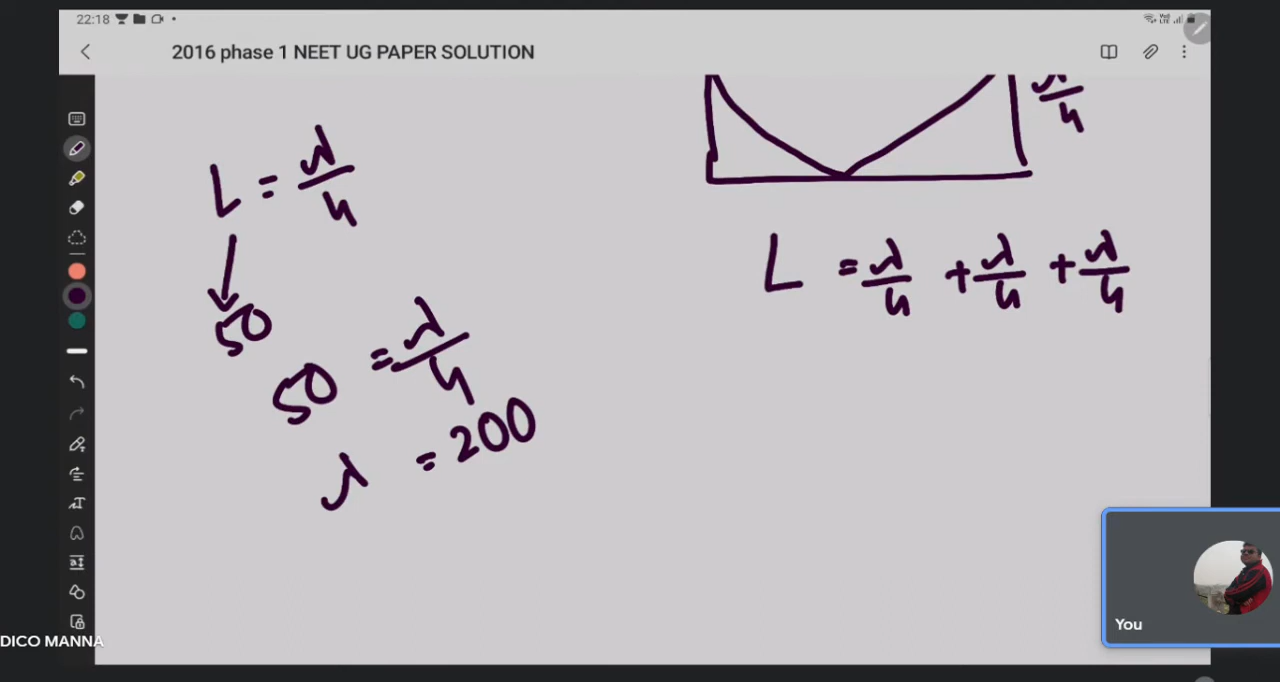 22:18
2016 phase 1 NEET UG PAPER SOLUTION
λ/4
L = λ/4
50
50 = λ/4
λ = 200
L = λ/4 + λ/4 + λ/4
You
DICO MANNA